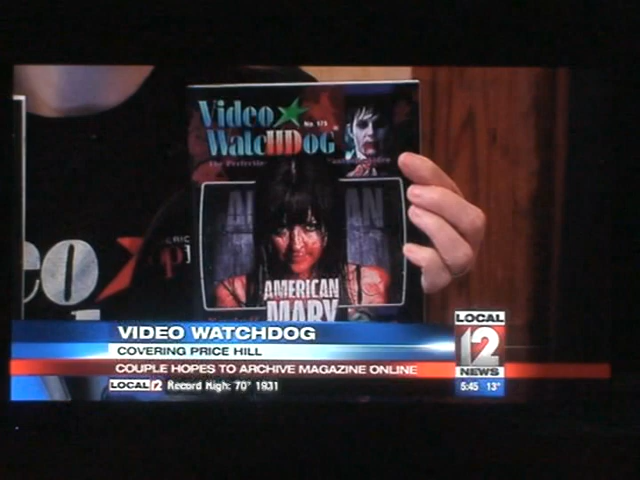 Video
No. 175
WatcHDog
AMERICAN
MARY
eo
VIDEO WATCHDOG
COVERING PRICE HILL
COUPLE HOPES TO ARCHIVE MAGAZINE ONLINE
LOCAL 12 Record High: 70° 1931
LOCAL
12
NEWS
5:45 13°